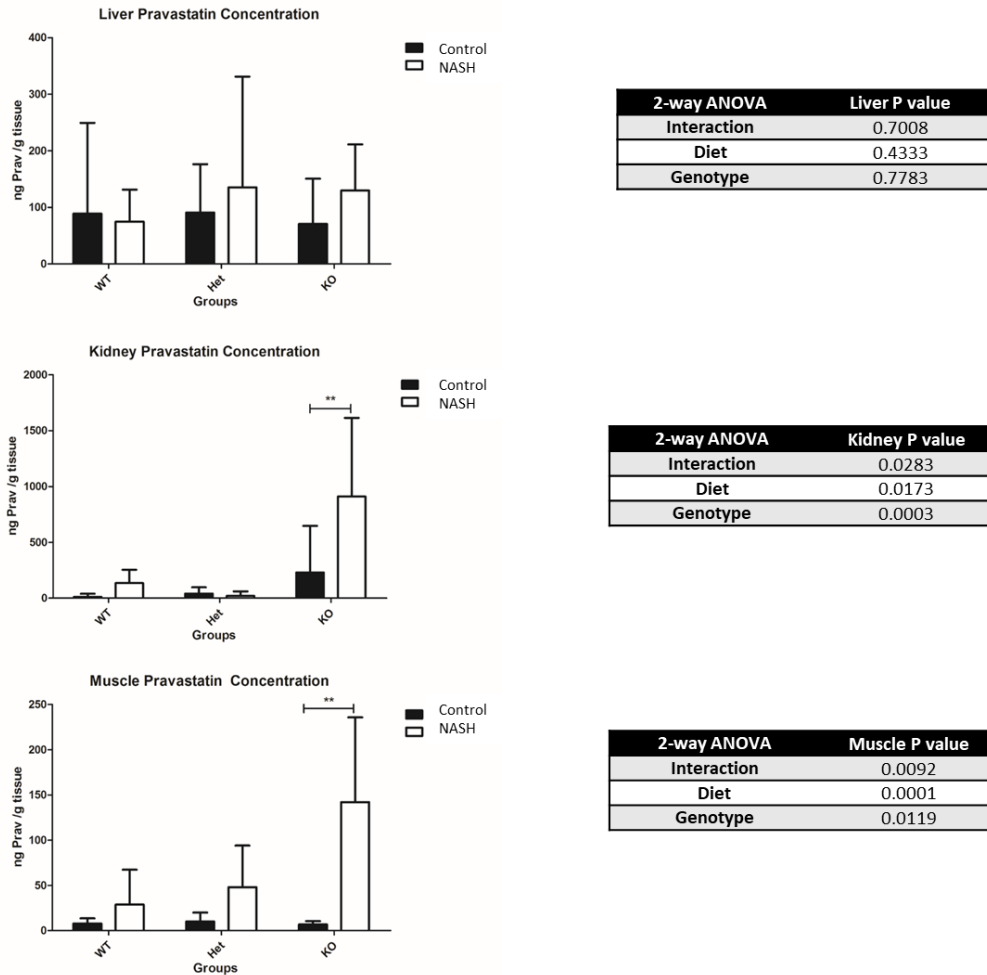 Liver Pravastatin Concentration
400
300
200
100
0
ng Prav /g tissue
WT
Het
KO
Groups
Control
NASH
2-way ANOVA Liver P value
Interaction 0.7008
Diet 0.4333
Genotype 0.7783
Kidney Pravastatin Concentration
2000
1500
1000
500
0
ng Prav /g tissue
**
WT
Het
KO
Groups
Control
NASH
2-way ANOVA Kidney P value
Interaction 0.0283
Diet 0.0173
Genotype 0.0003
Muscle Pravastatin Concentration
250
200
150
100
50
0
ng Prav /g tissue
**
WT
Het
KO
Groups
Control
NASH
2-way ANOVA Muscle P value
Interaction 0.0092
Diet 0.0001
Genotype 0.0119